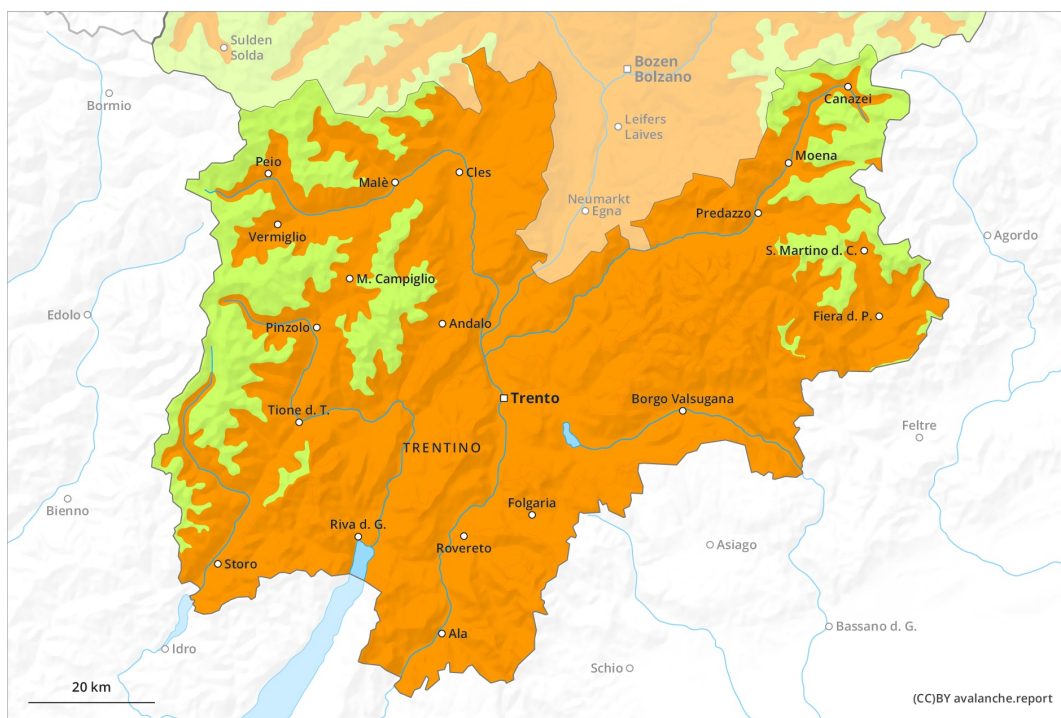 Sulden
Solda
Bozen
Bolzano
Bormio
Canazei
Leifers
Laives
Moena
Peio
Malè
Cles
Neumarkt
Egna
Predazzo
Vermiglio
Agordo
S. Martino d. C.
M. Campiglio
Edolo
Pinzolo
Andalo
Fiera d. P.
Trento
Borgo Valsugana
Tione d. T.
Feltre
TRENTINO
Bienno
Folgaria
Riva d. G.
Rovereto
Asiago
Storo
Ala
Bassano d. G.
Idro
Schio
20 km
(CC)BY avalanche.report